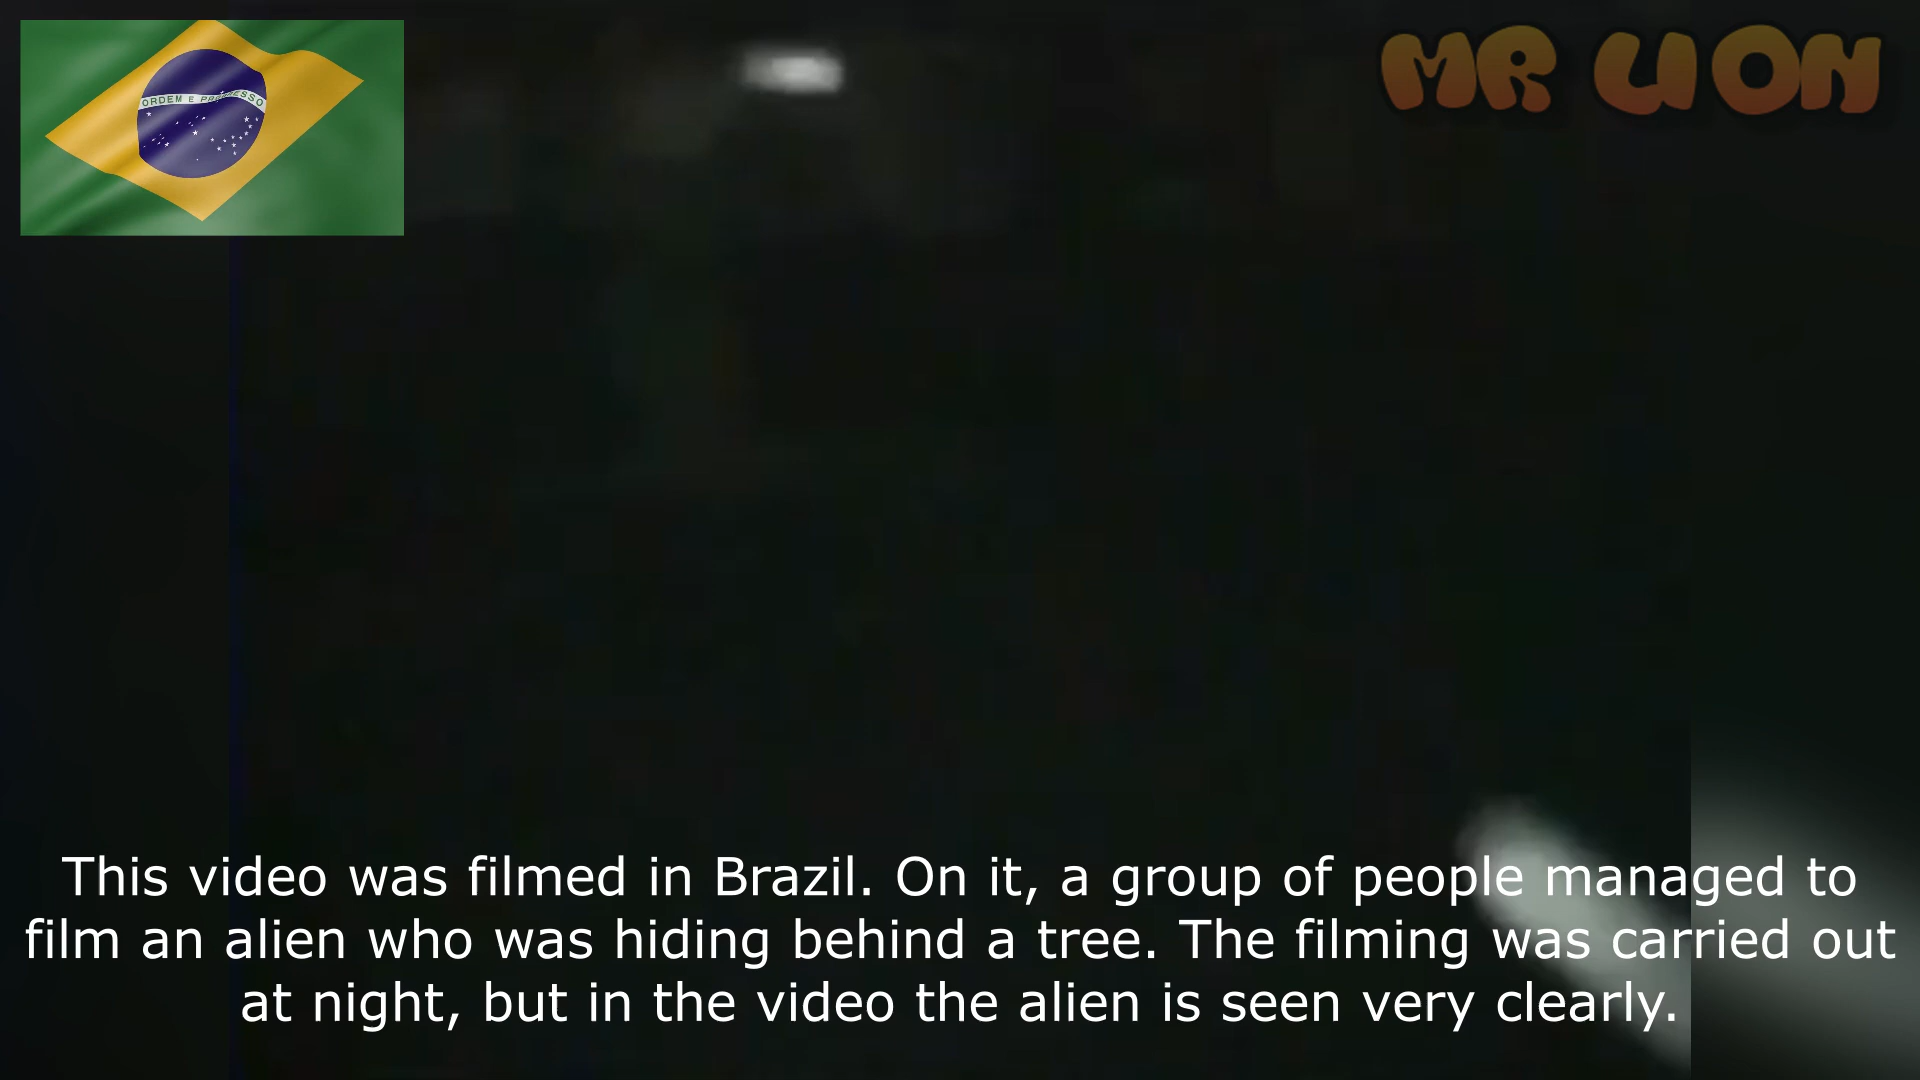 ORDEM E PROGRESSO
MR LION
This video was filmed in Brazil. On it, a group of people managed to
film an alien who was hiding behind a tree. The filming was carried out
at night, but in the video the alien is seen very clearly.